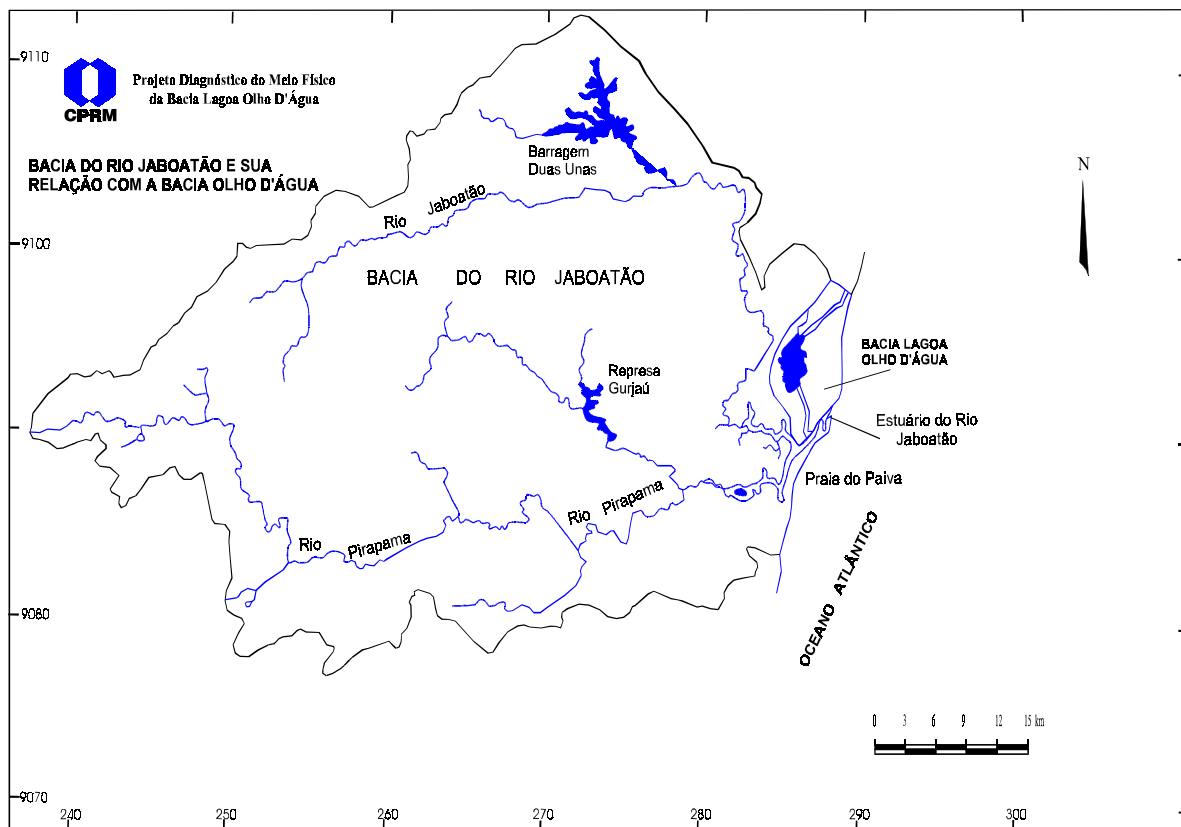 9110
Projeto Diagnóstico do Meio Físico
da Bacia Lagoa Olho D'Água
CPRM
BACIA DO RIO JABOATÃO E SUA
RELAÇÃO COM A BACIA OLHO D'ÁGUA
Barragem
Duas Unas
N
Rio Jaboatão
9100
BACIA DO RIO JABOATÃO
BACIA LAGOA
OLHO D'ÁGUA
Represa
Gurjaú
Estuário do Rio
Jaboatão
Praia do Paiva
Rio Pirapama
Rio Pirapama
OCEANO ATLÂNTICO
9080
0 3 6 9 12 15 km
9070
240 250 260 270 280 290 300